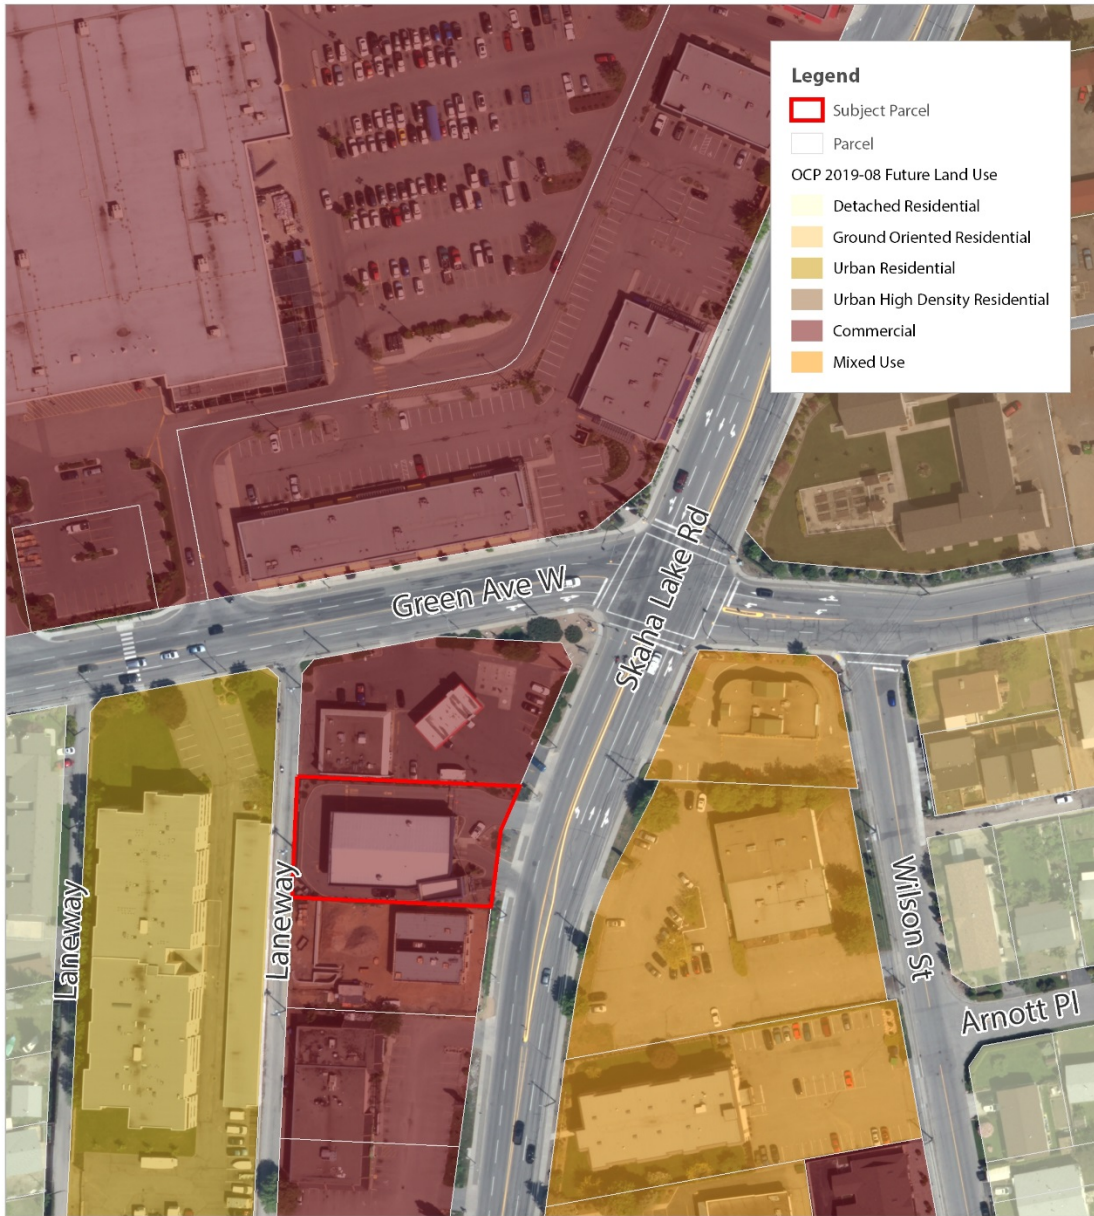 Legend
Subject Parcel
Parcel
OCP 2019-08 Future Land Use
Detached Residential
Ground Oriented Residential
Urban Residential
Urban High Density Residential
Commercial
Mixed Use
Green Ave W
Skaha Lake Rd
Laneway
Laneway
Wilson St
Arnott Pl